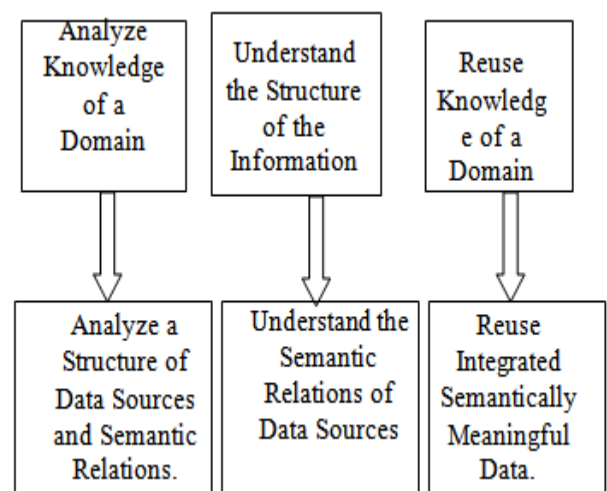 Analyze
Knowledge
of a
Domain
Understand
the Structure
of the
Information
Reuse
Knowledg
e of a
Domain
Analyze a
Structure of
Data Sources
and Semantic
Relations.
Understand the
Semantic
Relations of
Data Sources
Reuse
Integrated
Semantically
Meaningful
Data.